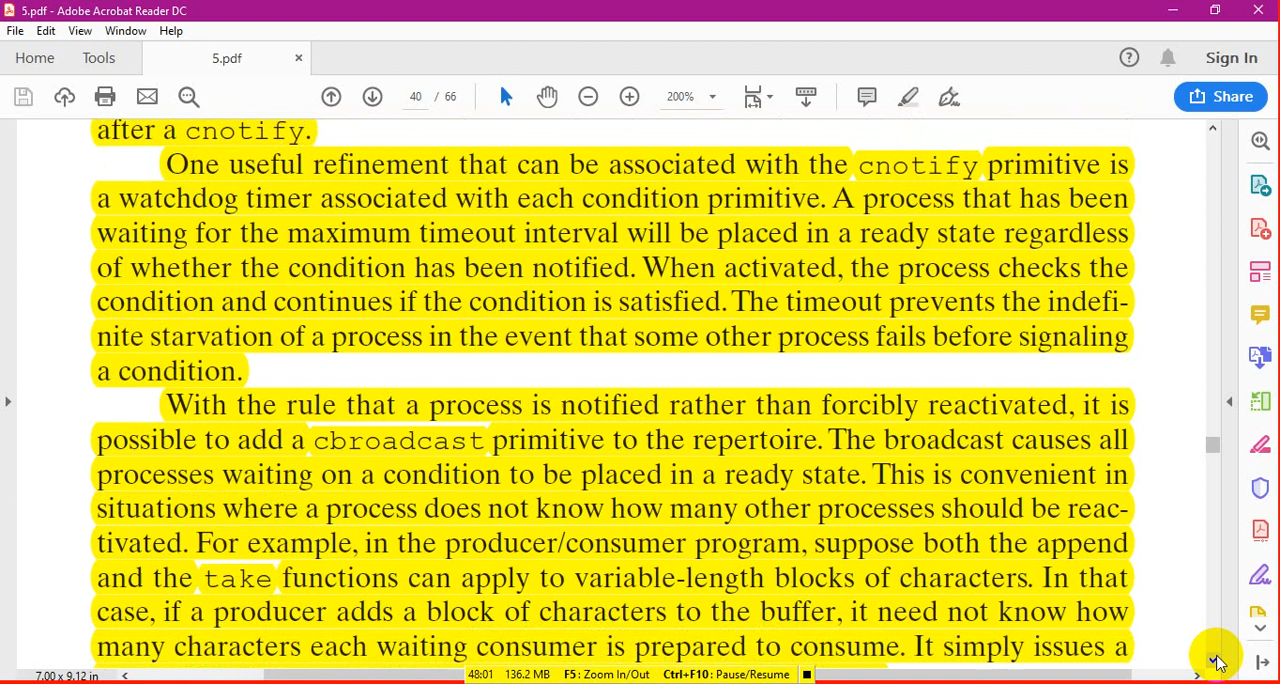 5.pdf - Adobe Acrobat Reader DC
File Edit View Window Help
Home Tools 5.pdf × Sign In
40 / 66 200% Share
after a cnotify.
One useful refinement that can be associated with the cnotify primitive is
a watchdog timer associated with each condition primitive. A process that has been
waiting for the maximum timeout interval will be placed in a ready state regardless
of whether the condition has been notified. When activated, the process checks the
condition and continues if the condition is satisfied. The timeout prevents the indefi-
nite starvation of a process in the event that some other process fails before signaling
a condition.
With the rule that a process is notified rather than forcibly reactivated, it is
possible to add a cbroadcast primitive to the repertoire. The broadcast causes all
processes waiting on a condition to be placed in a ready state. This is convenient in
situations where a process does not know how many other processes should be reac-
tivated. For example, in the producer/consumer program, suppose both the append
and the take functions can apply to variable-length blocks of characters. In that
case, if a producer adds a block of characters to the buffer, it need not know how
many characters each waiting consumer is prepared to consume. It simply issues a
7.00 x 9.12 in 48:01 136.2 MB F5: Zoom In/Out Ctrl+F10: Pause/Resume